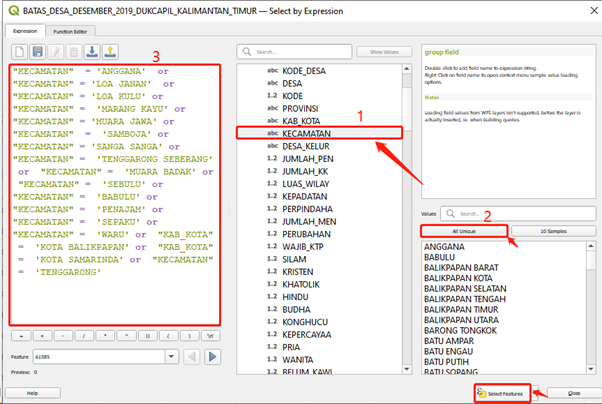 BATAS_DESA_DESEMBER_2019_DUKCAPIL_KALIMANTAN_TIMUR — Select by Expression
Expression
Function Editor
3
"KECAMATAN" = 'ANGGANA' or
"KECAMATAN" = 'LOA JANAN' or
"KECAMATAN" = 'LOA KULU' or
"KECAMATAN" = 'MARANG KAYU' or
"KECAMATAN" = 'MUARA JAWA' or
"KECAMATAN" = 'SAMBOJA' or
"KECAMATAN" = 'SANGA SANGA' or
"KECAMATAN" = 'TENGGARONG SEBERANG'
or "KECAMATAN" = 'MUARA BADAK' or
"KECAMATAN" = 'SEBULU' or
"KECAMATAN" = 'BABULU' or
"KECAMATAN" = 'PENAJAM' or
"KECAMATAN" = 'SEPAKU' or
"KECAMATAN" = 'WARU' or "KAB_KOTA"
= 'KOTA BALIKPAPAN' or "KAB_KOTA"
= 'KOTA SAMARINDA' or "KECAMATAN"
= 'TENGGARONG'
= + - / * ^ || ( ) '\n'
Feature 61585
Preview: 0
Help
Search...
Show Values
abc KODE_DESA
abc DESA
1.2 KODE
abc PROVINSI
abc KAB_KOTA
1
abc KECAMATAN
abc DESA_KELUR
1.2 JUMLAH_PEN
1.2 JUMLAH_KK
1.2 LUAS_WILAY
1.2 KEPADATAN
1.2 PERPINDAHA
1.2 JUMLAH_MEN
1.2 PERUBAHAN
1.2 WAJIB_KTP
1.2 SILAM
1.2 KRISTEN
1.2 KHATOLIK
1.2 HINDU
1.2 BUDHA
1.2 KONGHUCU
1.2 KEPERCAYAA
1.2 PRIA
1.2 WANITA
1.2 BELUM_KAWI
group field
Double-click to add field name to expression string.
Right-Click on field name to open context menu sample value loading
options.
Notes
Loading field values from WFS layers isn't supported, before the layer is
actually inserted, ie. when building queries.
Values
Search...
2
All Unique
10 Samples
ANGGANA
BABULU
BALIKPAPAN BARAT
BALIKPAPAN KOTA
BALIKPAPAN SELATAN
BALIKPAPAN TENGAH
BALIKPAPAN TIMUR
BALIKPAPAN UTARA
BARONG TONGKOK
BATU AMPAR
BATU ENGAU
BATU PUTIH
BATU SOPANG
Select Features
Close